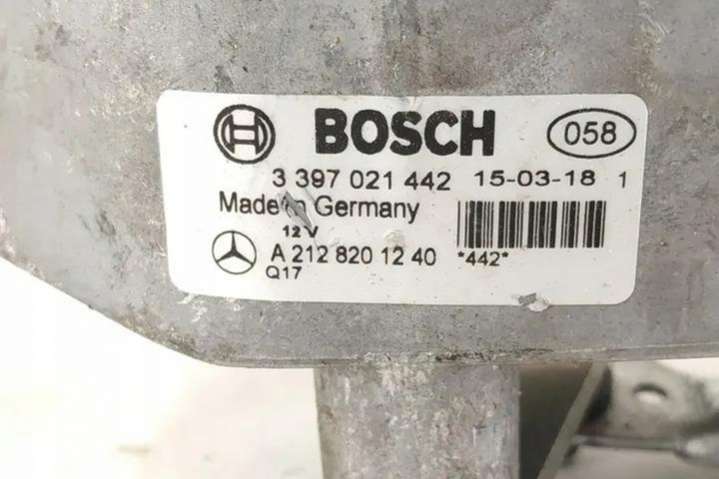 BOSCH 058
3 397 021 442 15-03-18 1
Made in Germany
12 V
A 212 820 12 40 *442*
Q17